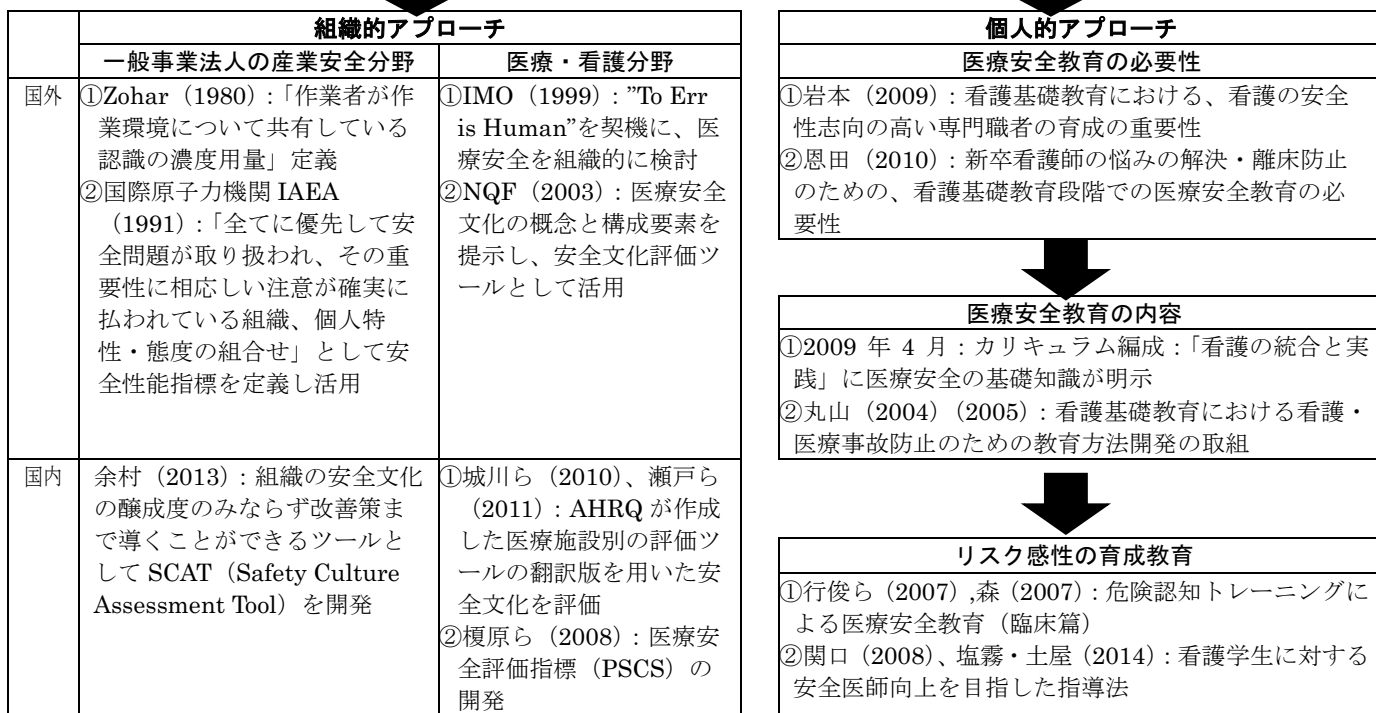 組織的アプローチ
一般事業法人の産業安全分野
医療・看護分野
国外
①Zohar（1980）：「作業者が作
業環境について共有している
認識の濃度用量」定義
②国際原子力機関 IAEA
（1991）：「全てに優先して安
全問題が取り扱われ、その重
要性に相応しい注意が確実に
払われている組織、個人特
性・態度の組合せ」として安
全性能指標を定義し活用
①IMO（1999）：”To Err
is Human”を契機に、医
療安全を組織的に検討
②NQF（2003）：医療安全
文化の概念と構成要素を
提示し、安全文化評価ツ
ールとして活用
国内
余村（2013）：組織の安全文化
の醸成度のみならず改善策ま
で導くことができるツールと
して SCAT（Safety Culture
Assessment Tool）を開発
①城川ら（2010）、瀬戸ら
（2011）：AHRQ が作成
した医療施設別の評価ツ
ールの翻訳版を用いた安
全文化を評価
②榎原ら（2008）：医療安
全評価指標（PSCS）の
開発
個人的アプローチ
医療安全教育の必要性
①岩本（2009）：看護基礎教育における、看護の安全
性志向の高い専門職者の育成の重要性
②恩田（2010）：新卒看護師の悩みの解決・離床防止
のための、看護基礎教育段階での医療安全教育の必
要性
医療安全教育の内容
①2009 年 4 月：カリキュラム編成：「看護の統合と実
践」に医療安全の基礎知識が明示
②丸山（2004）（2005）：看護基礎教育における看護・
医療事故防止のための教育方法開発の取組
リスク感性の育成教育
①行俊ら（2007）,森（2007）：危険認知トレーニングに
よる医療安全教育（臨床篇）
②関口（2008）、塩霧・土屋（2014）：看護学生に対する
安全医師向上を目指した指導法